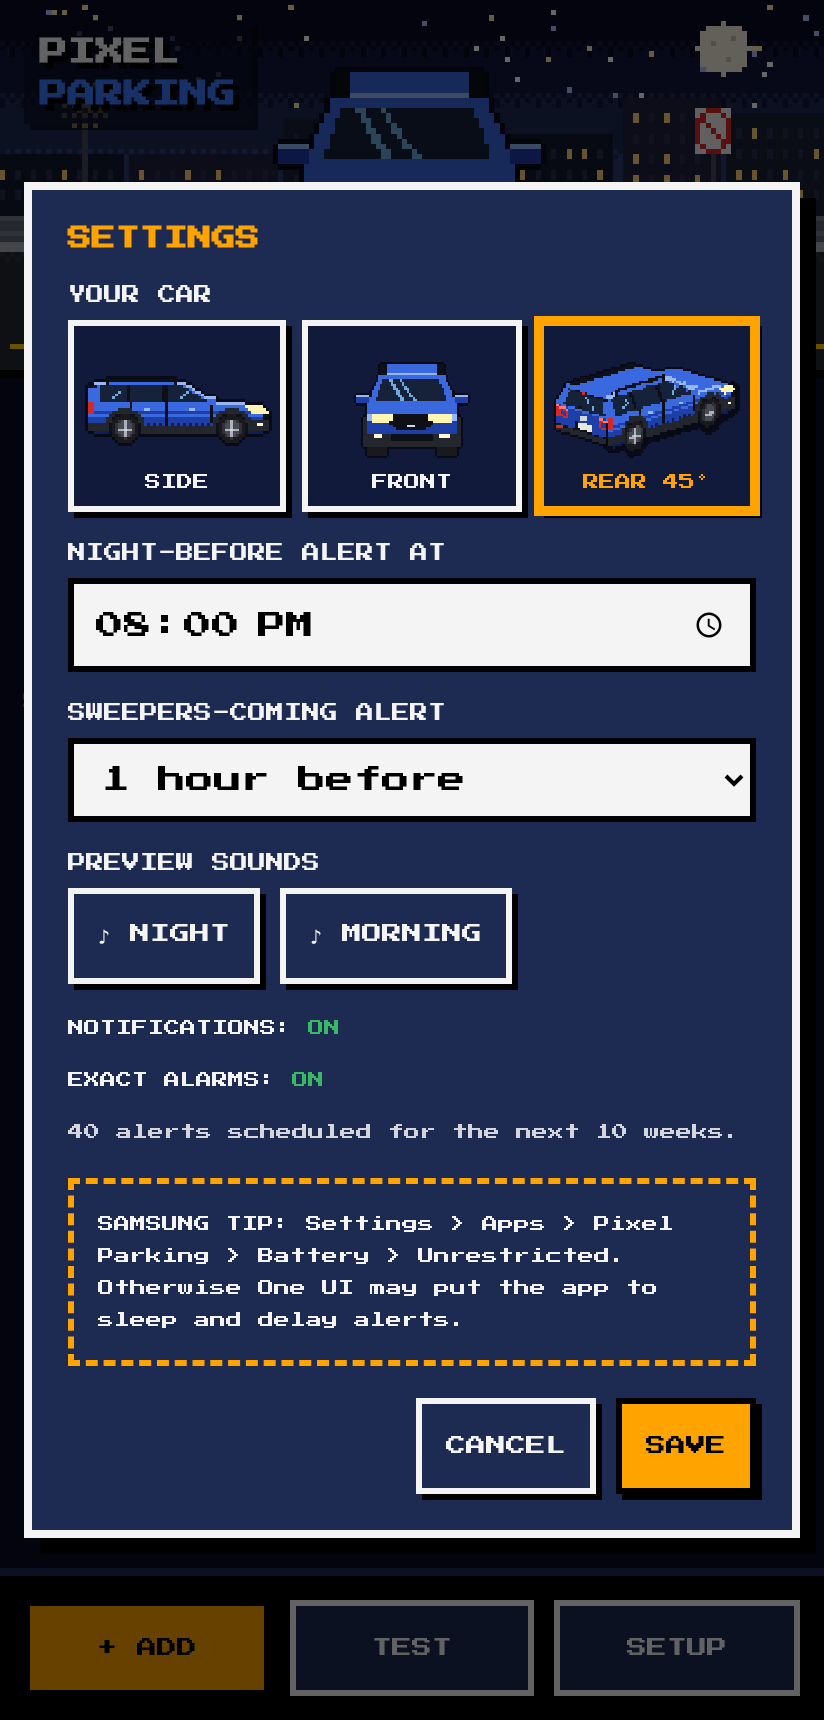 PIXEL
PARKING
SETTINGS
YOUR CAR
SIDE
FRONT
REAR 45°
NIGHT-BEFORE ALERT AT
08:00 PM
SWEEPERS-COMING ALERT
1 hour before
PREVIEW SOUNDS
♪ NIGHT
♪ MORNING
NOTIFICATIONS: ON
EXACT ALARMS: ON
40 alerts scheduled for the next 10 weeks.
SAMSUNG TIP: Settings > Apps > Pixel
Parking > Battery > Unrestricted.
Otherwise One UI may put the app to
sleep and delay alerts.
CANCEL
SAVE
+ ADD
TEST
SETUP